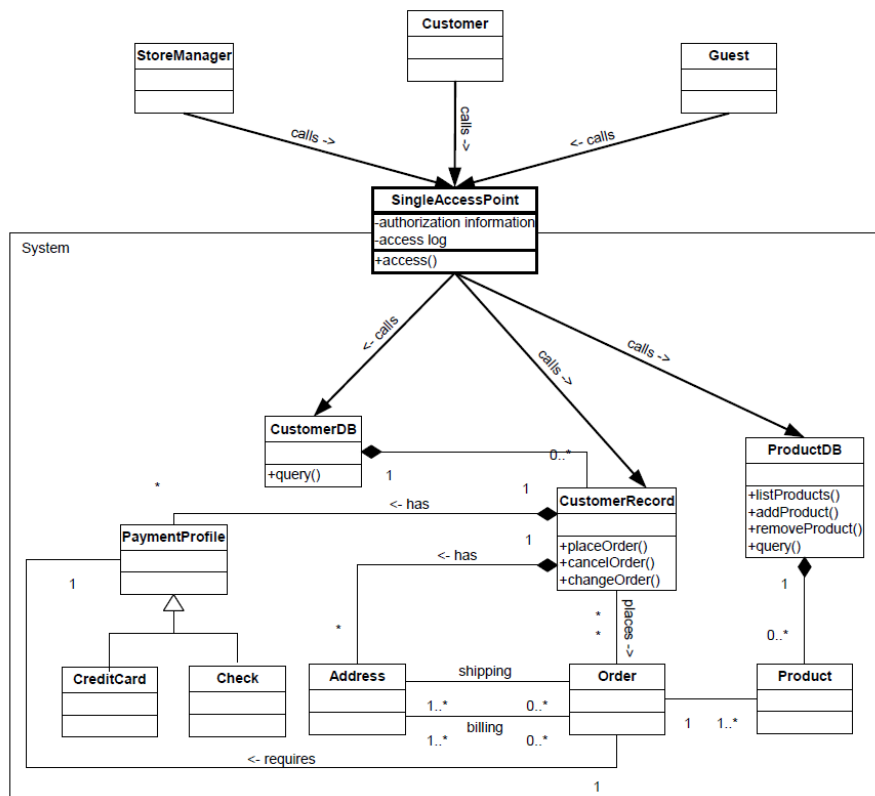 Customer
StoreManager
Guest
calls ->
calls ->
<- calls
SingleAccessPoint
-authorization information
-access log
+access()
System
<- calls
calls ->
calls ->
CustomerDB
+query()
1
0..*
ProductDB
+listProducts()
+addProduct()
+removeProduct()
+query()
1
0..*
*
<- has
1
CustomerRecord
+placeOrder()
+cancelOrder()
+changeOrder()
PaymentProfile
1
1
<- has
*
*
*
places ->
CreditCard
Check
Address
shipping
1..*
0..*
billing
1..*
0..*
Order
1
1..*
Product
<- requires
1